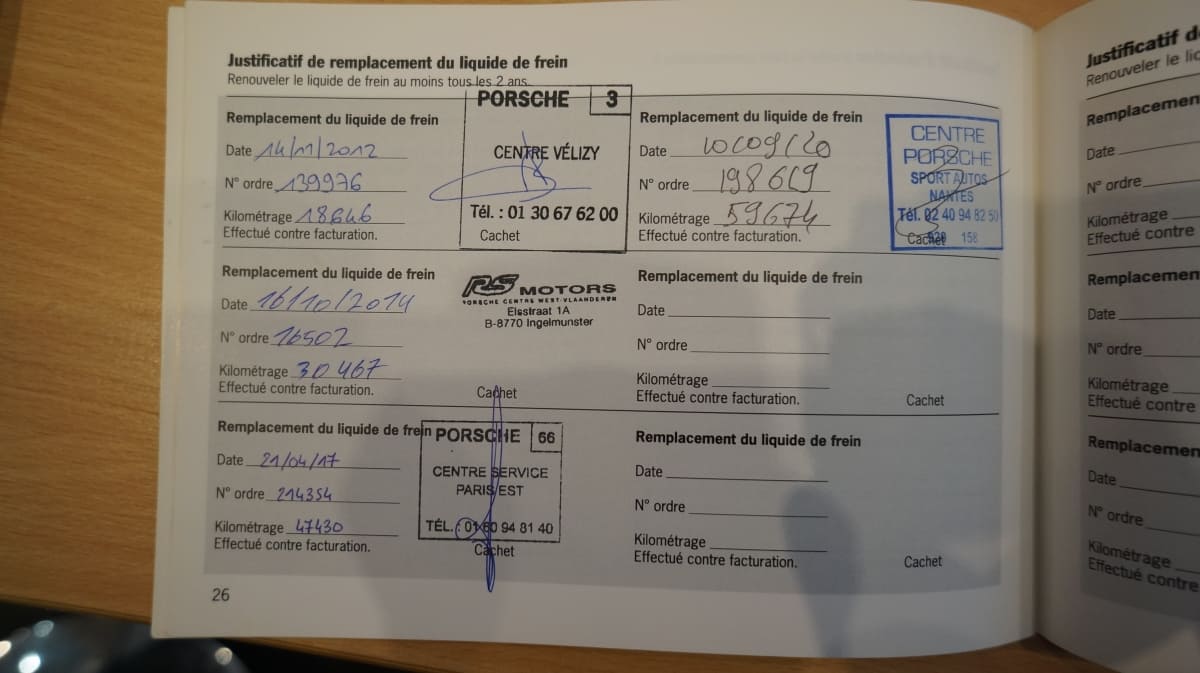 Justificatif de remplacement du liquide de frein
Renouveler le liquide de frein au moins tous les 2 ans.
Remplacement du liquide de frein
Date 14/11/2012
N° ordre 139976
Kilométrage 18646
Effectué contre facturation.
PORSCHE 3
CENTRE VÉLIZY
Tél. : 01 30 67 62 00
Cachet
Remplacement du liquide de frein
Date
N° ordre 198619
Kilométrage 59674
Effectué contre facturation.
CENTRE
PORSCHE
SPORT AUTOS
NANTES
Tél. 02 40 94 82 50
Cachet 158
Remplacement du liquide de frein
Date 16/10/2014
N° ordre 16502
Kilométrage 30467
Effectué contre facturation.
RS MOTORS
PORSCHE CENTRE WEST-VLAANDEREN
Elsstraat 1A
B-8770 Ingelmunster
Cachet
Remplacement du liquide de frein
Date
N° ordre
Kilométrage
Effectué contre facturation.
Cachet
Remplacement du liquide de frein
Date 21/04/17
N° ordre 214354
Kilométrage 47430
Effectué contre facturation.
PORSCHE 66
CENTRE SERVICE
PARIS EST
TÉL. : 01 60 94 81 40
Cachet
Remplacement du liquide de frein
Date
N° ordre
Kilométrage
Effectué contre facturation.
Cachet
26
Justificatif d
Renouveler le liq
Remplacemen
Date
N° ordre
Kilométrage
Effectué contre
Remplacemen
Date
N° ordre
Kilométrage
Effectué contre
Remplacemen
Date
N° ordre
Kilométrage
Effectué contre